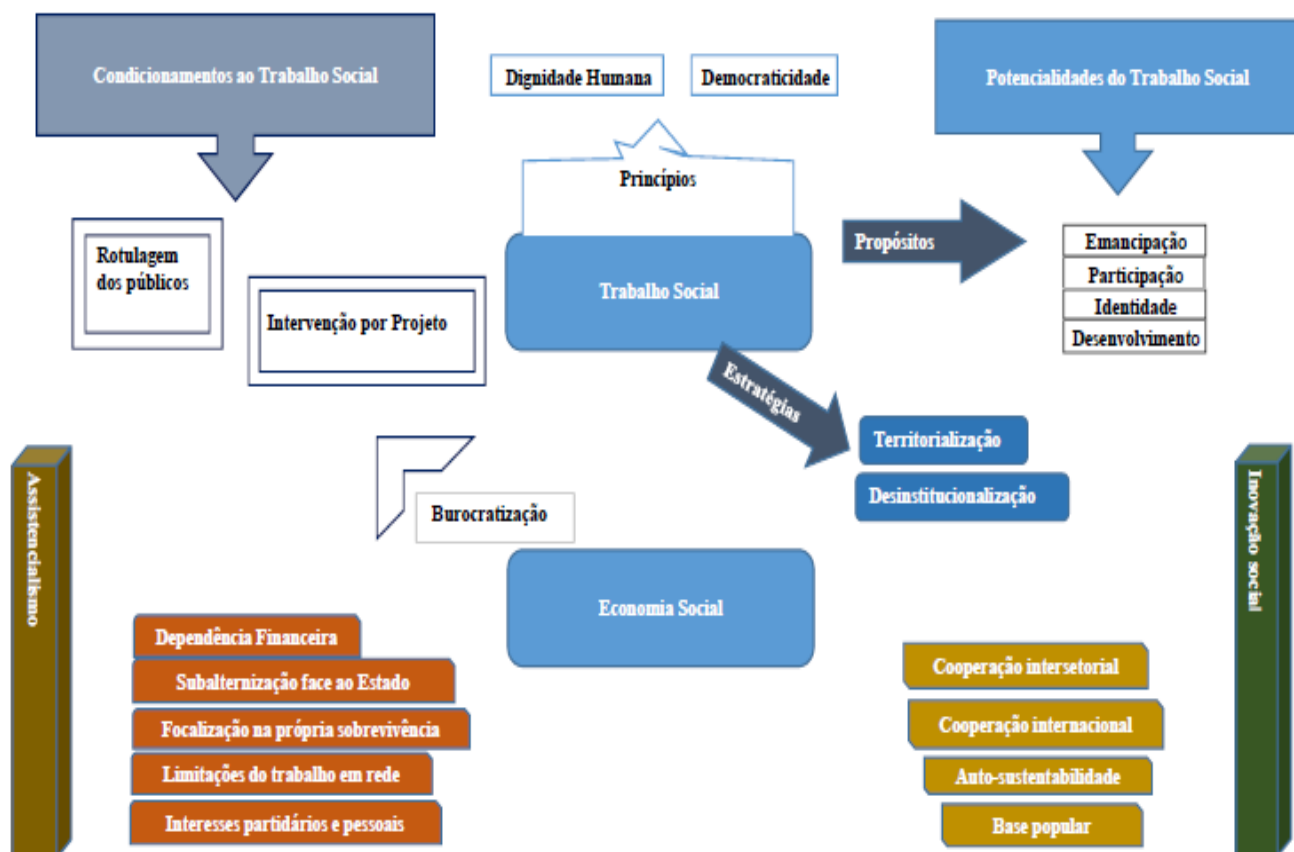 Condicionamentos ao Trabalho Social
Dignidade Humana
Democraticidade
Potencialidades do Trabalho Social
Princípios
Rotulagem
dos públicos
Intervenção por Projeto
Trabalho Social
Propósitos
Emancipação
Participação
Identidade
Desenvolvimento
Estratégias
Territorialização
Desinstitucionalização
Assistencialismo
Burocratização
Inovação social
Economia Social
Dependência Financeira
Subalternização face ao Estado
Focalização na própria sobrevivência
Limitações do trabalho em rede
Interesses partidários e pessoais
Cooperação intersetorial
Cooperação internacional
Auto-sustentabilidade
Base popular